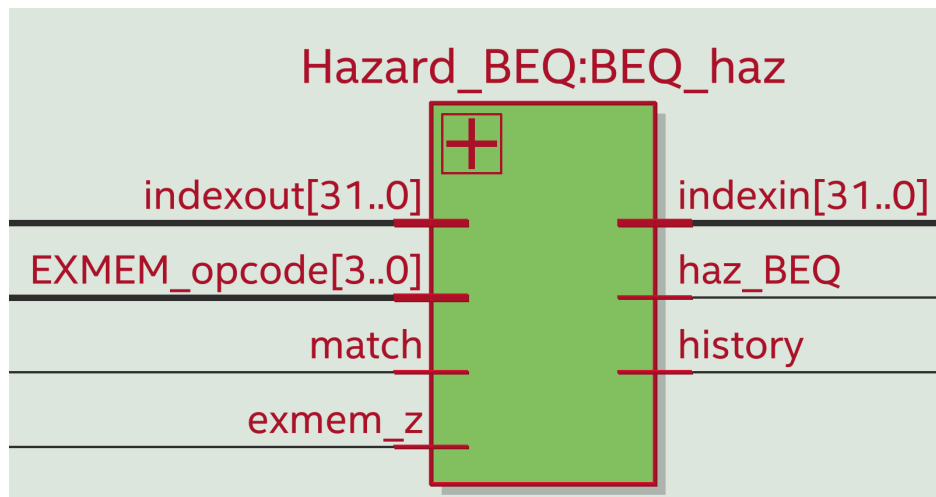 Hazard_BEQ:BEQ_haz
indexout[31..0]
indexin[31..0]
EXMEM_opcode[3..0]
haz_BEQ
match
history
exmem_z